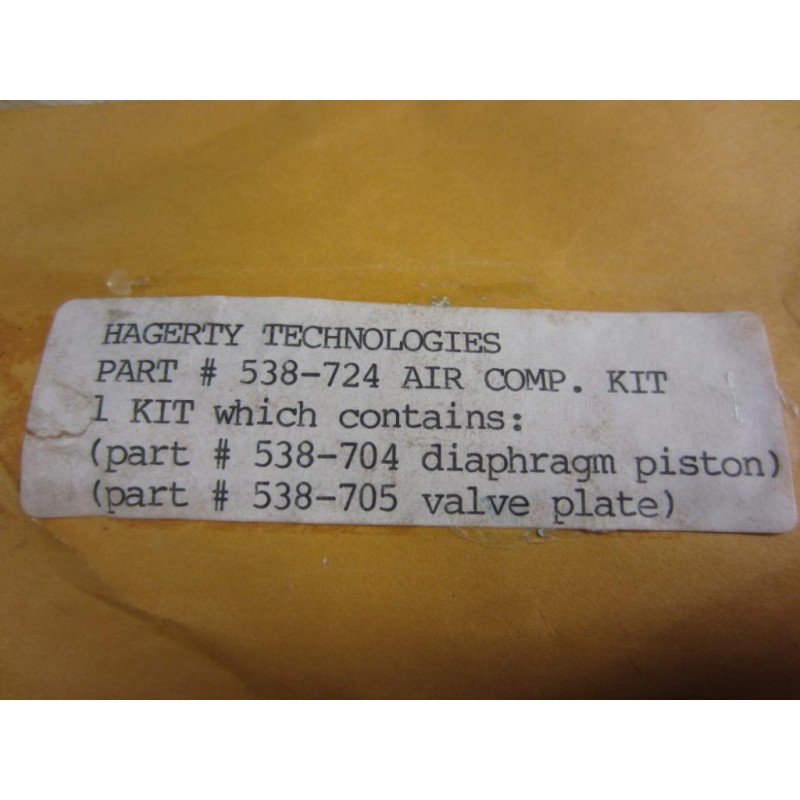 HAGERTY TECHNOLOGIES
PART # 538-724 AIR COMP. KIT
1 KIT which contains:
(part # 538-704 diaphragm piston)
(part # 538-705 valve plate)